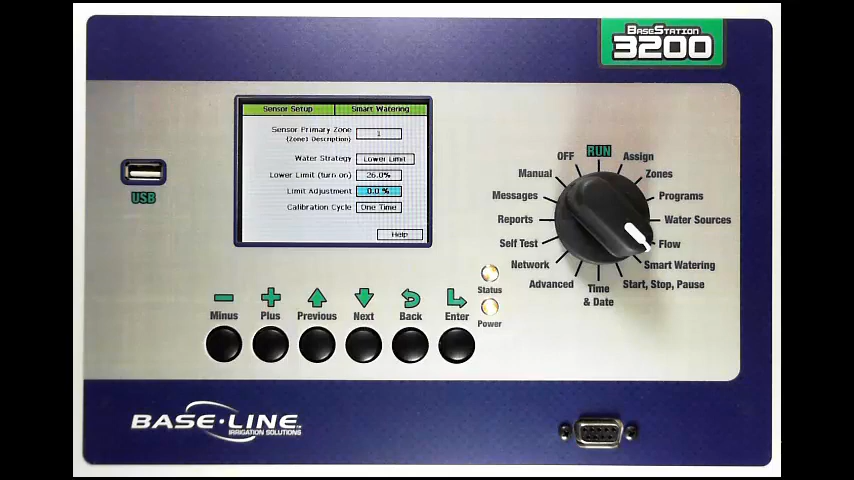 BASESTATION
3200
Sensor Setup
Smart Watering
Sensor Primary Zone
1
(Zone1 Description)
Water Strategy
Lower Limit
Lower Limit (turn on)
26.0%
Limit Adjustment
0.0 %
Calibration Cycle
One Time
Help
USB
OFF
RUN
Assign
Manual
Zones
Messages
Programs
Reports
Water Sources
Self Test
Flow
Network
Smart Watering
Advanced
Time
& Date
Start, Stop, Pause
Status
Power
Minus
Plus
Previous
Next
Back
Enter
BASE·LINE™
IRRIGATION SOLUTIONS